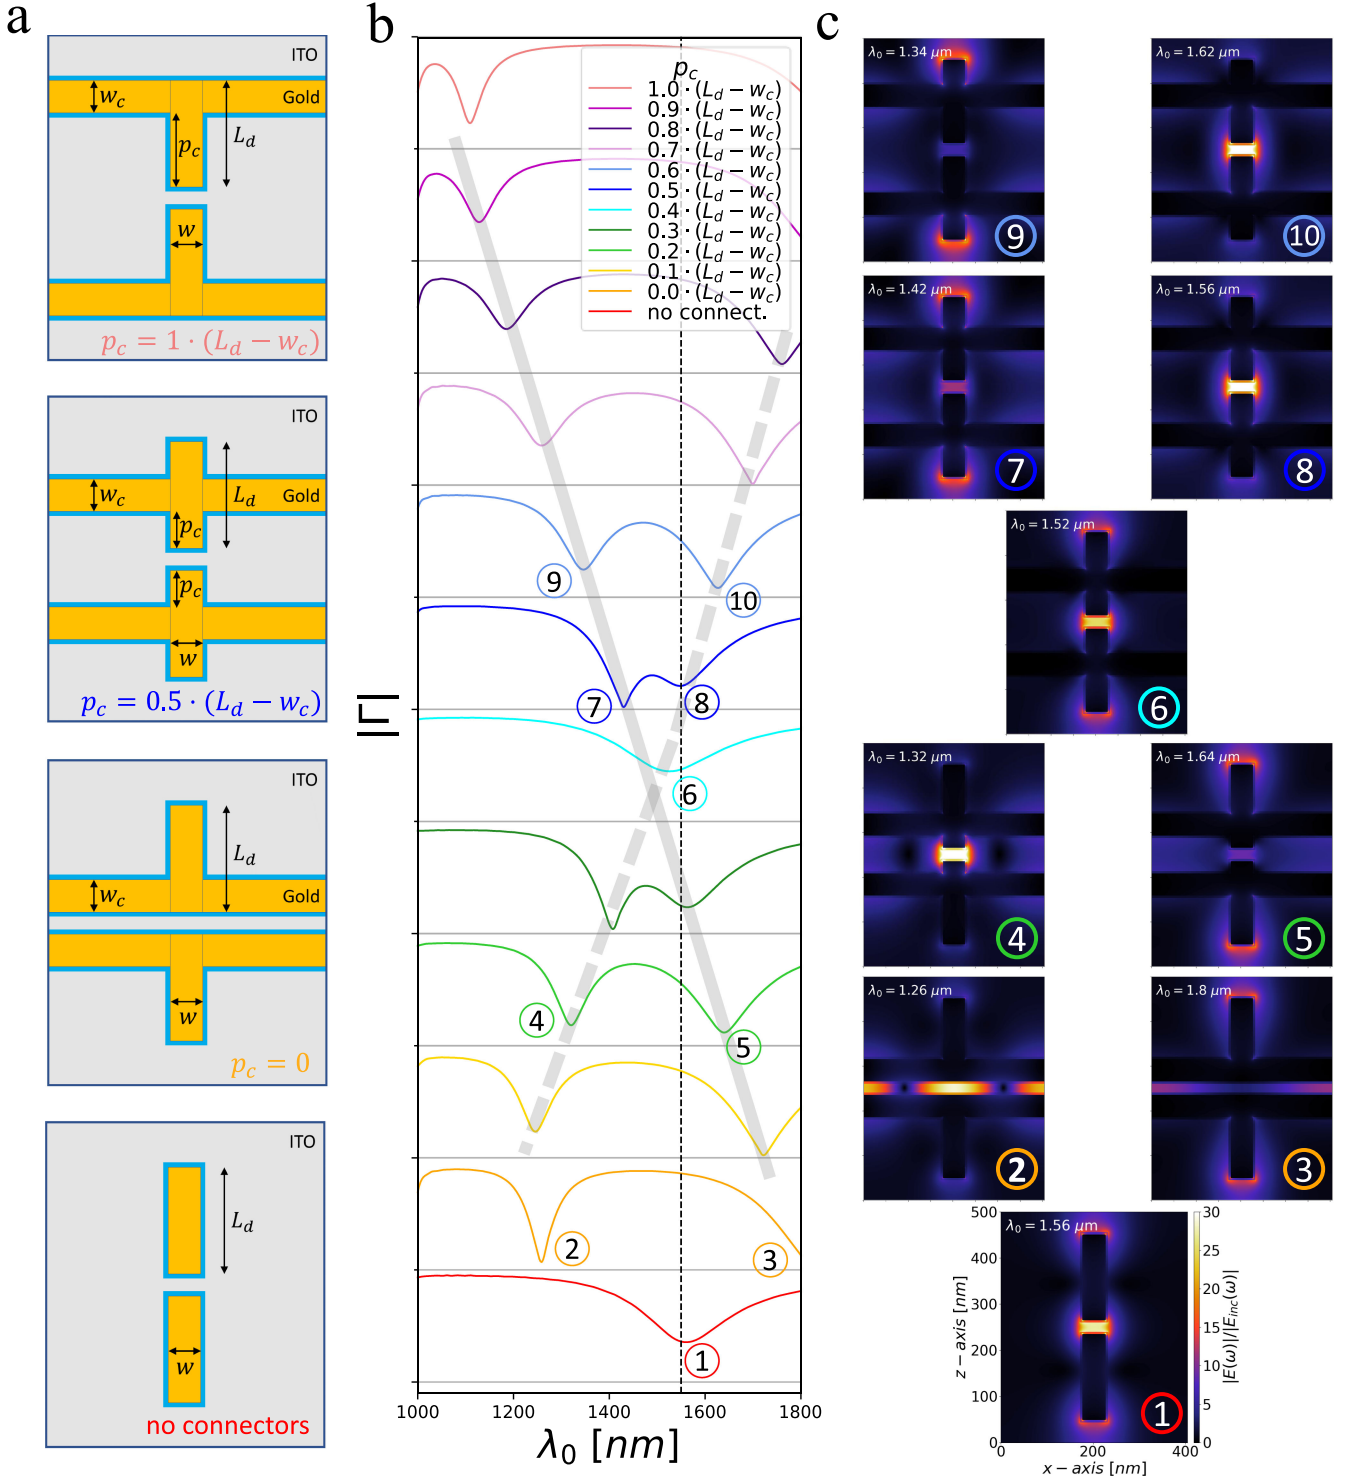 a
ITO
w_c
Gold
p_c
L_d
w
p_c = 1 · (L_d − w_c)
ITO
w_c
Gold
p_c
L_d
p_c
w
p_c = 0.5 · (L_d − w_c)
ITO
w_c
Gold
L_d
w
p_c = 0
ITO
L_d
w
no connectors
b
p_c
1.0 · (L_d − w_c)
0.9 · (L_d − w_c)
0.8 · (L_d − w_c)
0.7 · (L_d − w_c)
0.6 · (L_d − w_c)
0.5 · (L_d − w_c)
0.4 · (L_d − w_c)
0.3 · (L_d − w_c)
0.2 · (L_d − w_c)
0.1 · (L_d − w_c)
0.0 · (L_d − w_c)
no connect.
|Γ|
9
10
7
8
6
4
5
2
3
1
1000 1200 1400 1600 1800
λ_0 [nm]
c
λ_0 = 1.34 μm
9
λ_0 = 1.62 μm
10
λ_0 = 1.42 μm
7
λ_0 = 1.56 μm
8
λ_0 = 1.52 μm
6
λ_0 = 1.32 μm
4
λ_0 = 1.64 μm
5
λ_0 = 1.26 μm
2
λ_0 = 1.8 μm
3
λ_0 = 1.56 μm
1
500
400
300
200
100
0
z − axis [nm]
0 200 400
x − axis [nm]
30
25
20
15
10
5
0
|E(ω)|/|E_inc(ω)|